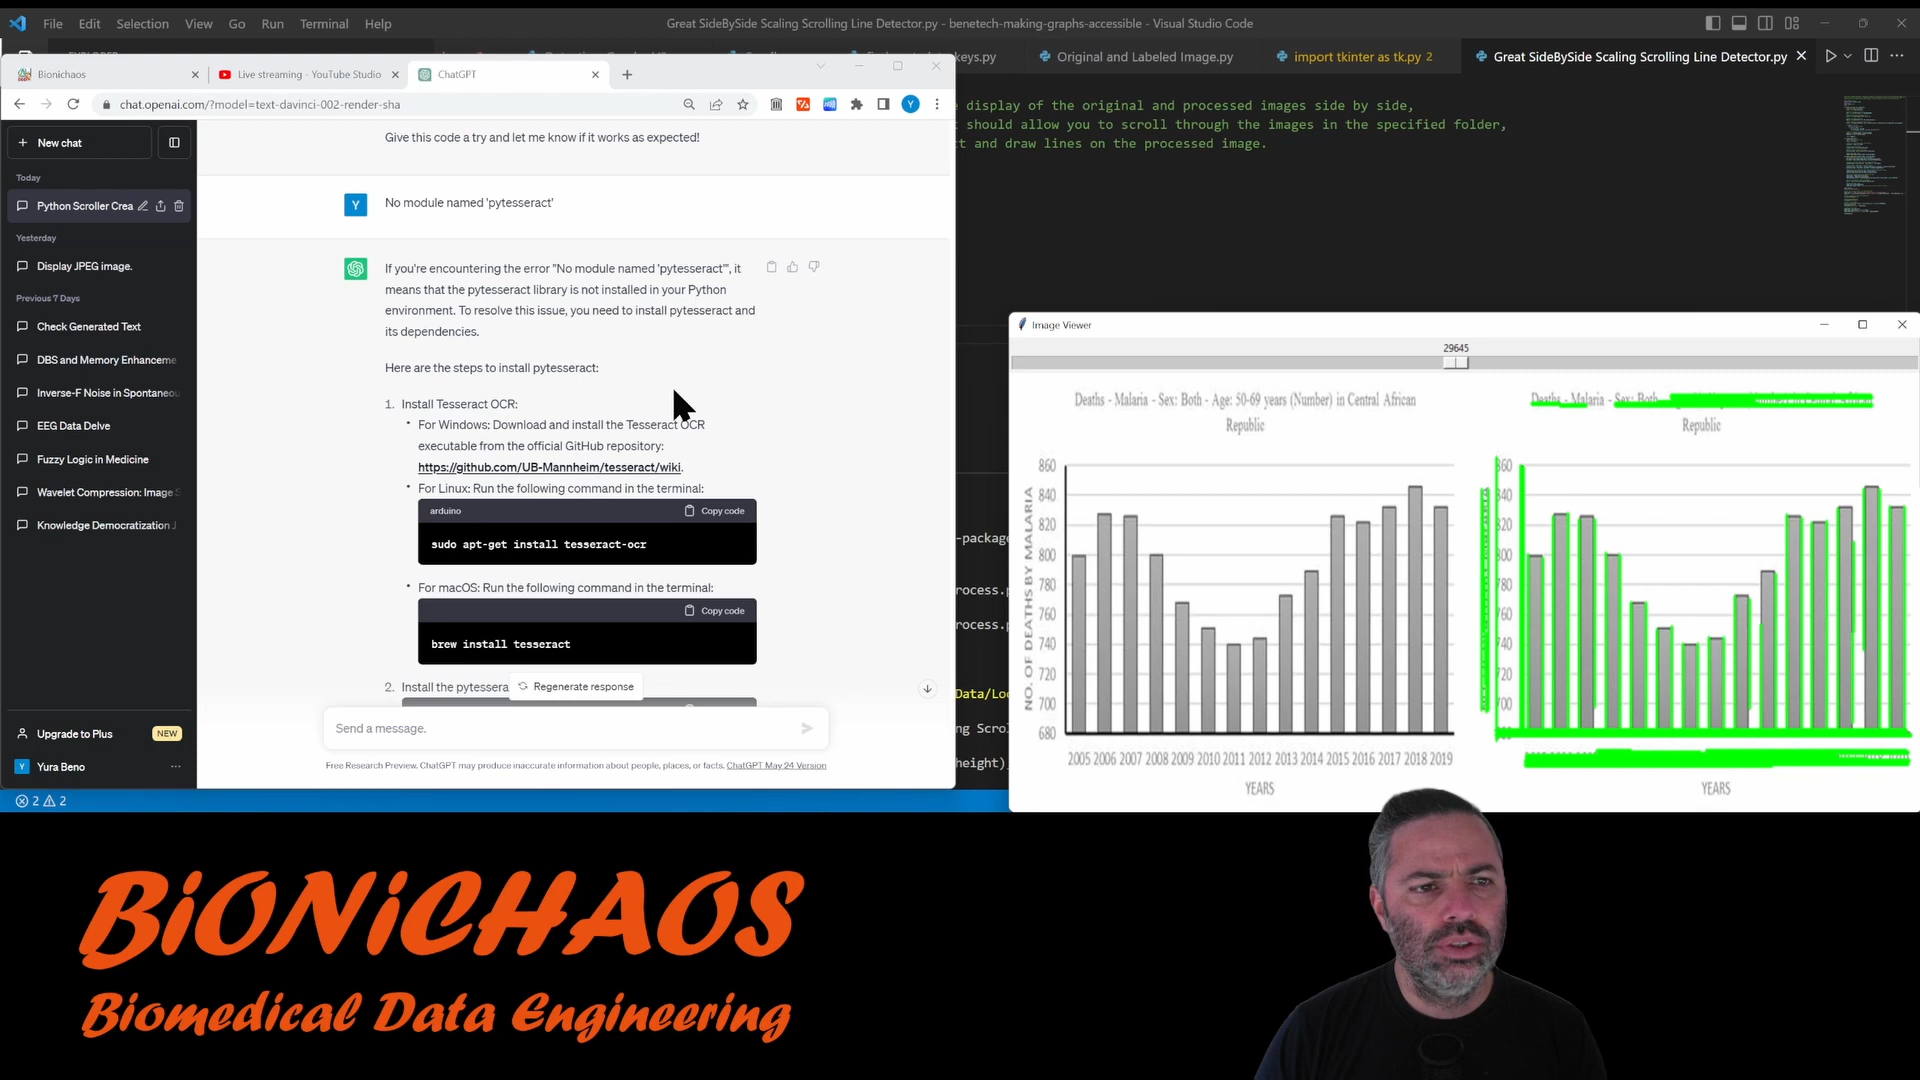 File Edit Selection View Go Run Terminal Help
Great SideBySide Scaling Scrolling Line Detector.py - benetech-making-graphs-accessible - Visual Studio Code
keys.py
Original and Labeled Image.py
import tkinter as tk.py 2
Great SideBySide Scaling Scrolling Line Detector.py
Bionichaos
Live streaming - YouTube Studio
ChatGPT
chat.openai.com/?model=text-davinci-002-render-sha
Y
display of the original and processed images side by side,
should allow you to scroll through the images in the specified folder,
and draw lines on the processed image.
New chat
Today
Python Scroller Crea
Yesterday
Display JPEG image.
Previous 7 Days
Check Generated Text
DBS and Memory Enhanceme
Inverse-F Noise in Spontaneou
EEG Data Delve
Fuzzy Logic in Medicine
Wavelet Compression: Image S
Knowledge Democratization
Upgrade to Plus NEW
Y Yura Beno
Give this code a try and let me know if it works as expected!
Y No module named 'pytesseract'
If you're encountering the error "No module named 'pytesseract'", it
means that the pytesseract library is not installed in your Python
environment. To resolve this issue, you need to install pytesseract and
its dependencies.
Here are the steps to install pytesseract:
1. Install Tesseract OCR:
• For Windows: Download and install the Tesseract OCR
executable from the official GitHub repository:
https://github.com/UB-Mannheim/tesseract/wiki.
• For Linux: Run the following command in the terminal:
arduino Copy code
sudo apt-get install tesseract-ocr
• For macOS: Run the following command in the terminal:
Copy code
brew install tesseract
2. Install the pytessera
Regenerate response
Send a message.
Free Research Preview. ChatGPT may produce inaccurate information about people, places, or facts. ChatGPT May 24 Version
-package
rocess.p
rocess.p
Data/Loc
ng Scrol
height),
2 2
Image Viewer
29645
Deaths - Malaria - Sex: Both - Age: 50-69 years (Number) in Central African
Republic
NO. OF DEATHS BY MALARIA
860
840
820
800
780
760
740
720
700
680
2005 2006 2007 2008 2009 2010 2011 2012 2013 2014 2015 2016 2017 2018 2019
YEARS
Deaths - Malaria - Sex: Both
Republic
860
840
820
800
780
760
740
720
700
YEARS
BiONiCHAOS
Biomedical Data Engineering